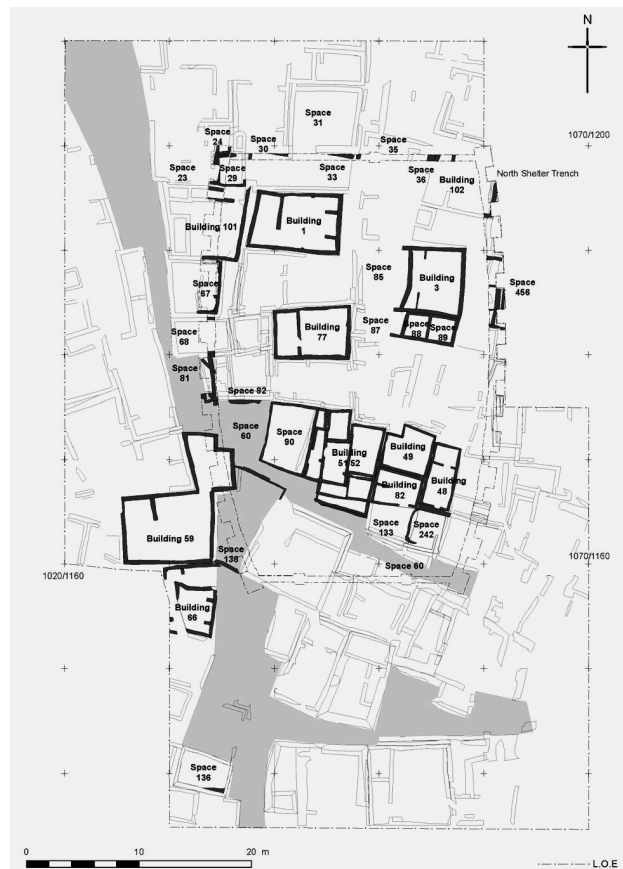 N
Space
31
Space
24
Space
30
Space
35
1070/1200
Space
23
Space
29
Space
33
Space
36
Building
102
North Shelter Trench
Building 101
Building
1
Space
67
Space
85
Building
3
Space
456
Space
68
Building
77
Space
87
Space
88
Space
89
Space
81
Space 82
Space
60
Space
90
Building
51/52
Building
49
Building
82
Building
48
Space
133
Space
242
Building 59
Space
138
Space 60
1070/1160
1020/1160
Building
66
Space
136
0 10 20 m
L.O.E